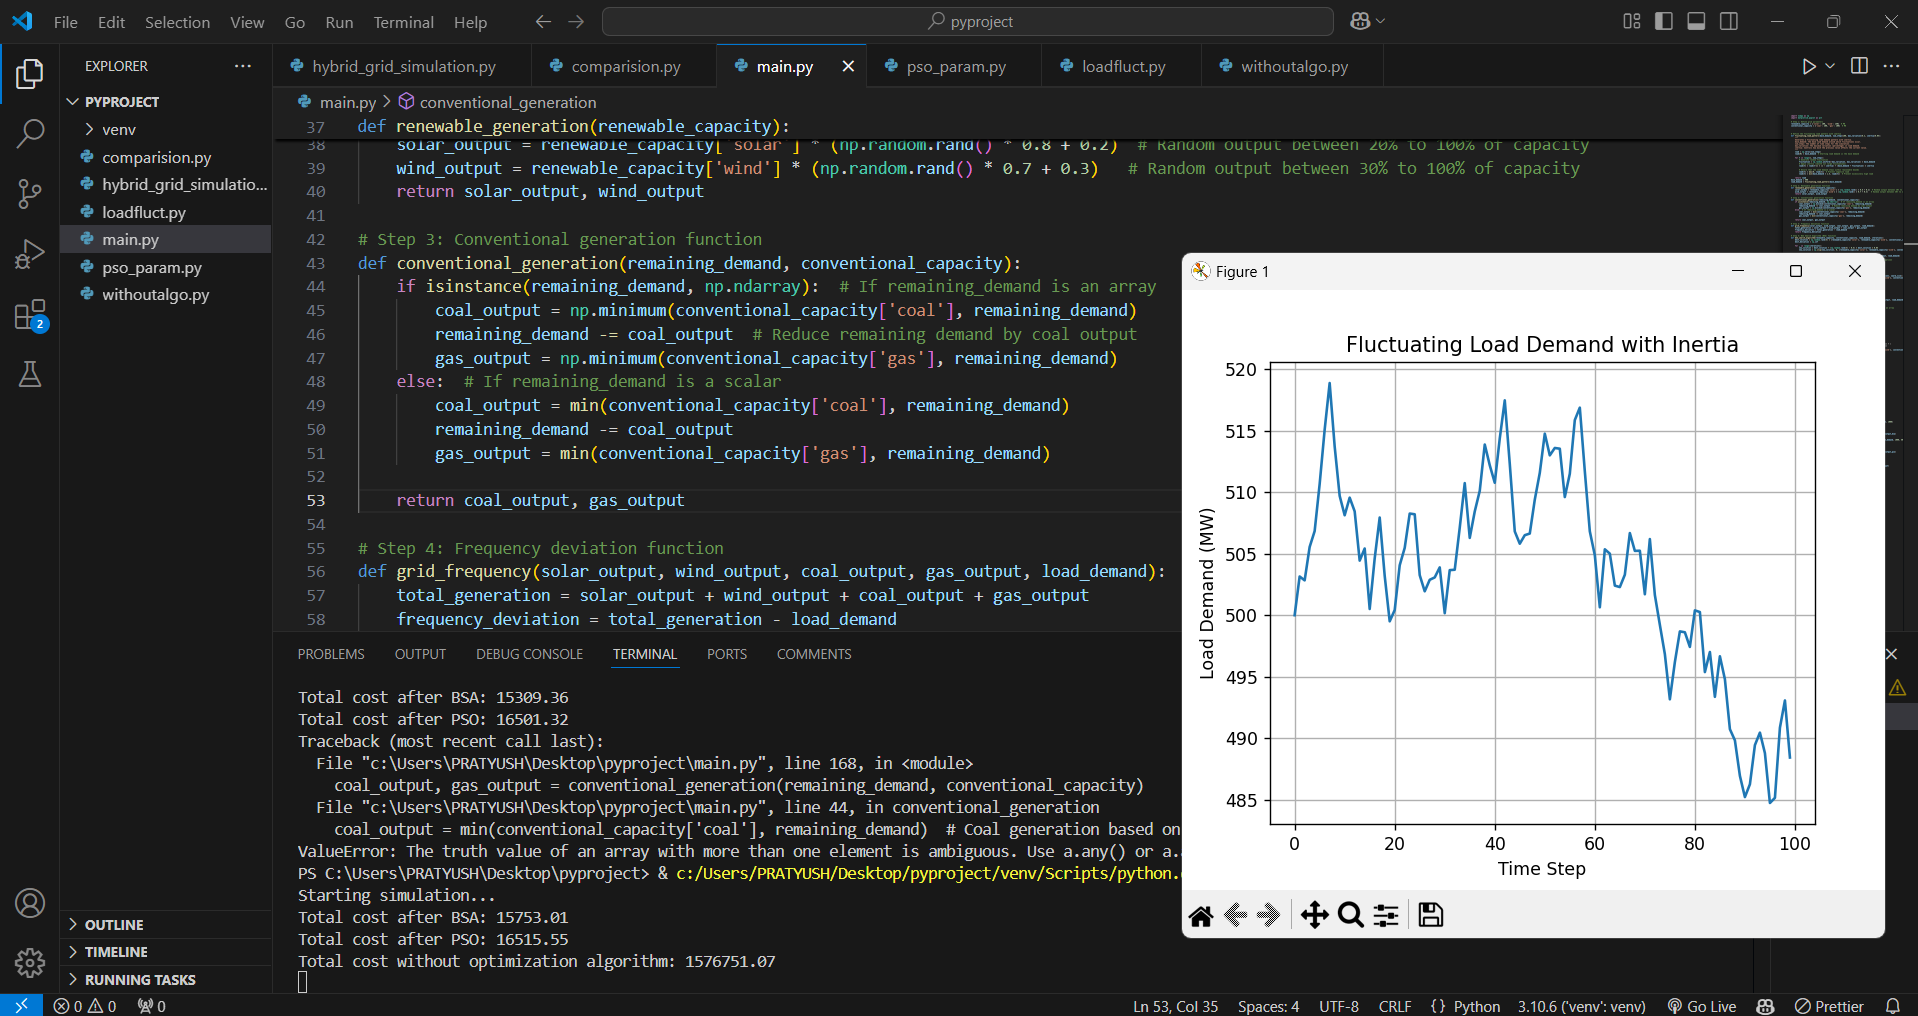 File Edit Selection View Go Run Terminal Help
pyproject
EXPLORER
PYPROJECT
venv
comparision.py
hybrid_grid_simulatio...
loadfluct.py
main.py
pso_param.py
withoutalgo.py
2
OUTLINE
TIMELINE
RUNNING TASKS
hybrid_grid_simulation.py comparision.py main.py pso_param.py loadfluct.py withoutalgo.py
main.py > conventional_generation
37 def renewable_generation(renewable_capacity):
38 solar_output = renewable_capacity['solar'] * (np.random.rand() * 0.8 + 0.2) # Random output between 20% to 100% of capacity
39 wind_output = renewable_capacity['wind'] * (np.random.rand() * 0.7 + 0.3) # Random output between 30% to 100% of capacity
40 return solar_output, wind_output
41
42 # Step 3: Conventional generation function
43 def conventional_generation(remaining_demand, conventional_capacity):
44 if isinstance(remaining_demand, np.ndarray): # If remaining_demand is an array
45 coal_output = np.minimum(conventional_capacity['coal'], remaining_demand)
46 remaining_demand -= coal_output # Reduce remaining demand by coal output
47 gas_output = np.minimum(conventional_capacity['gas'], remaining_demand)
48 else: # If remaining_demand is a scalar
49 coal_output = min(conventional_capacity['coal'], remaining_demand)
50 remaining_demand -= coal_output
51 gas_output = min(conventional_capacity['gas'], remaining_demand)
52
53 return coal_output, gas_output
54
55 # Step 4: Frequency deviation function
56 def grid_frequency(solar_output, wind_output, coal_output, gas_output, load_demand):
57 total_generation = solar_output + wind_output + coal_output + gas_output
58 frequency_deviation = total_generation - load_demand
PROBLEMS OUTPUT DEBUG CONSOLE TERMINAL PORTS COMMENTS
Total cost after BSA: 15309.36
Total cost after PSO: 16501.32
Traceback (most recent call last):
File "c:\Users\PRATYUSH\Desktop\pyproject\main.py", line 168, in <module>
coal_output, gas_output = conventional_generation(remaining_demand, conventional_capacity)
File "c:\Users\PRATYUSH\Desktop\pyproject\main.py", line 44, in conventional_generation
coal_output = min(conventional_capacity['coal'], remaining_demand) # Coal generation based on
ValueError: The truth value of an array with more than one element is ambiguous. Use a.any() or a.
PS C:\Users\PRATYUSH\Desktop\pyproject> & c:/Users/PRATYUSH/Desktop/pyproject/venv/Scripts/python.
Starting simulation...
Total cost after BSA: 15753.01
Total cost after PSO: 16515.55
Total cost without optimization algorithm: 1576751.07
Figure 1
Fluctuating Load Demand with Inertia
Load Demand (MW)
520
515
510
505
500
495
490
485
0 20 40 60 80 100
Time Step
0 0 0
Ln 53, Col 35 Spaces: 4 UTF-8 CRLF {} Python 3.10.6 ('venv': venv) Go Live Prettier